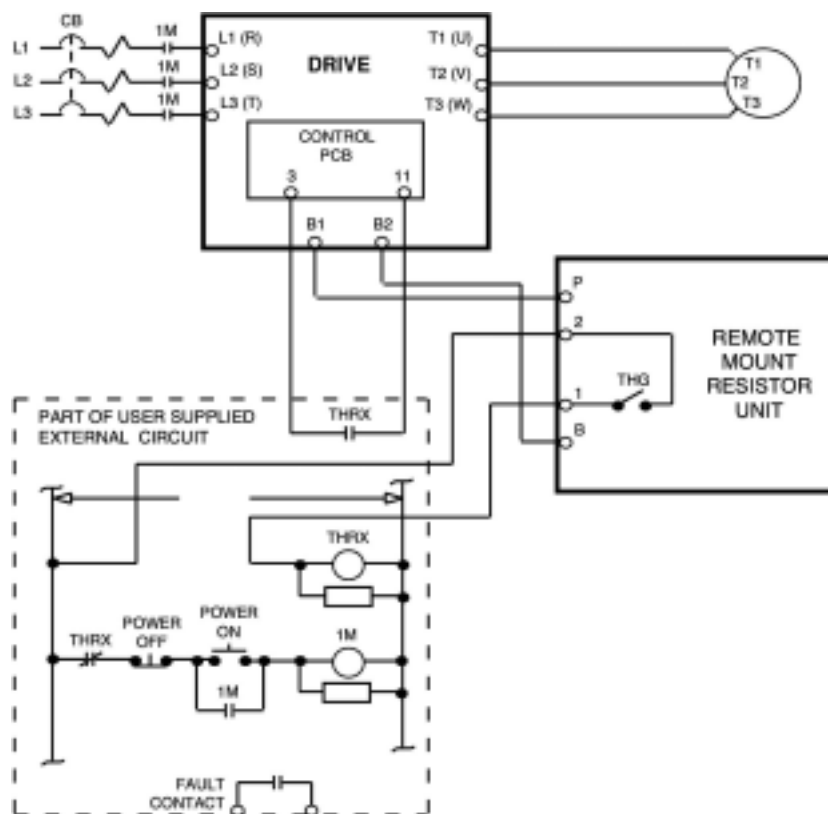 CB
1M
L1
L1 (R)
T1 (U)
DRIVE
T1
1M
L2
L2 (S)
T2 (V)
T2
1M
L3
L3 (T)
T3 (W)
T3
CONTROL
PCB
3
11
B1
B2
P
2
REMOTE
MOUNT
RESISTOR
UNIT
THG
1
B
PART OF USER SUPPLIED
EXTERNAL CIRCUIT
THRX
THRX
THRX
POWER
OFF
POWER
ON
1M
1M
FAULT
CONTACT